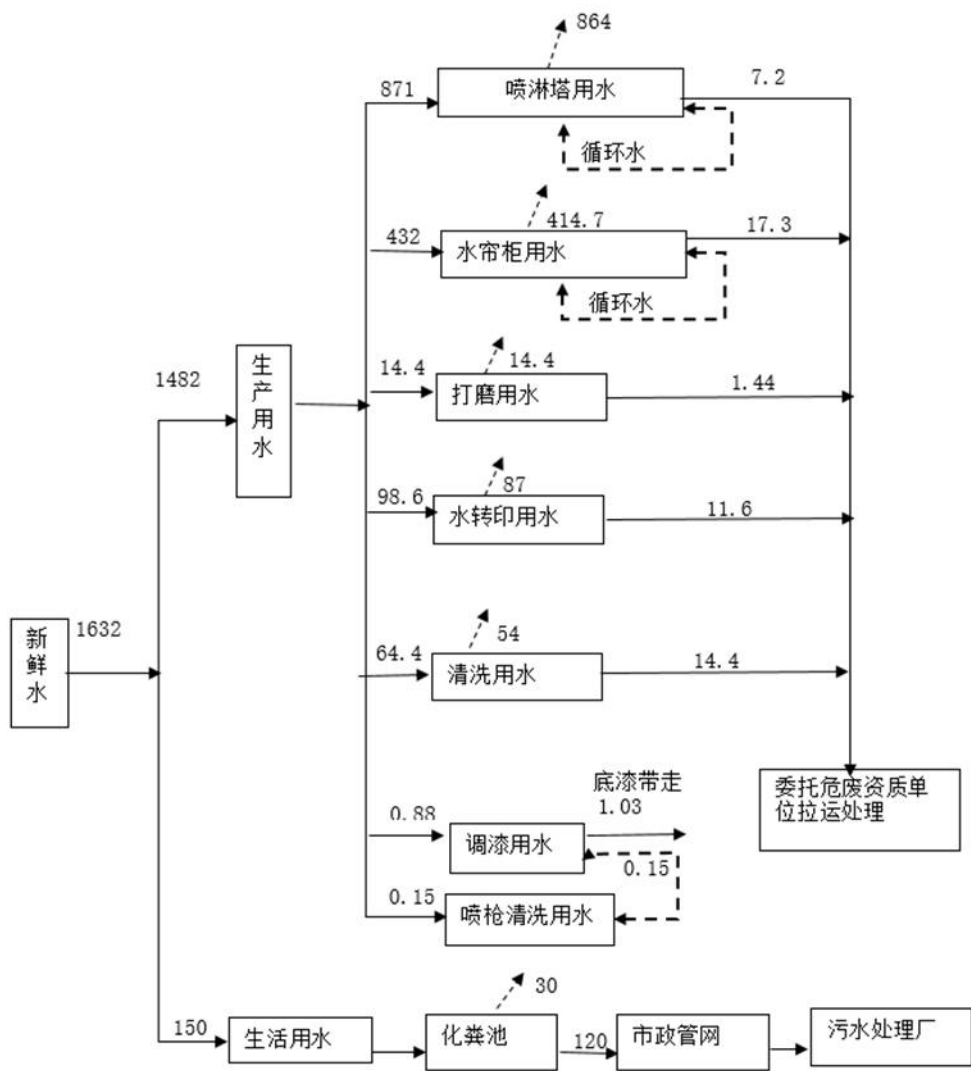 864
871
喷淋塔用水
7.2
循环水
432
水帘柜用水
414.7
17.3
循环水
1482
生产用水
14.4
14.4
打磨用水
1.44
98.6
87
水转印用水
11.6
新鲜水
1632
64.4
54
清洗用水
14.4
底漆带走
1.03
0.88
调漆用水
0.15
0.15
喷枪清洗用水
委托危废资质单
位拉运处理
150
生活用水
30
化粪池
120
市政管网
污水处理厂